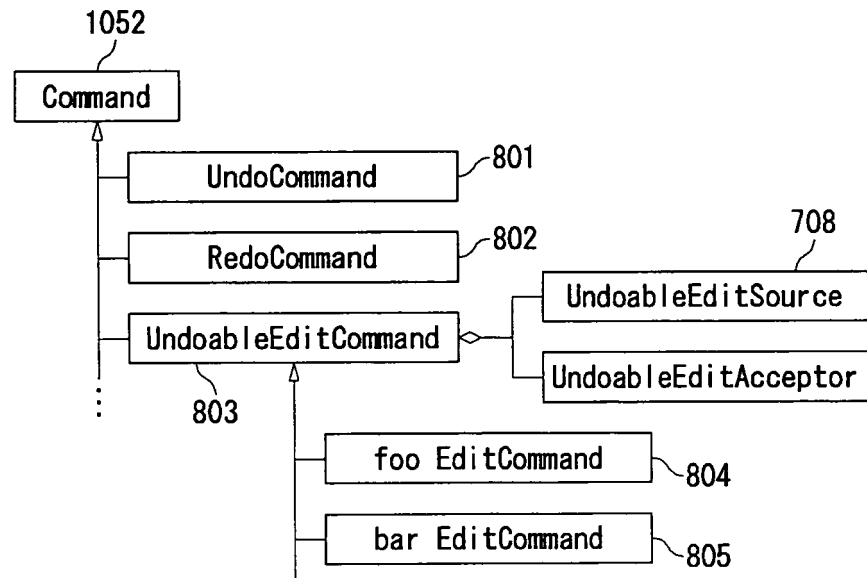 1052
Command
UndoCommand
801
RedoCommand
802
708
UndoableEditSource
UndoableEditCommand
UndoableEditAcceptor
803
foo EditCommand
804
bar EditCommand
805